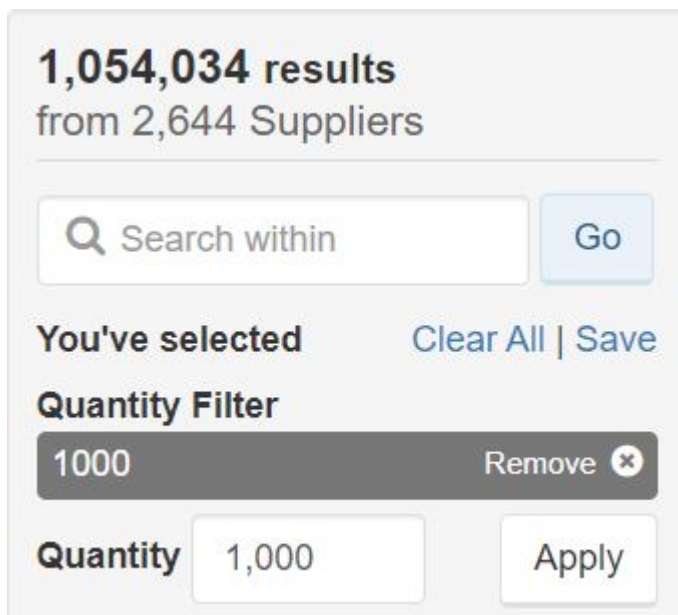 1,054,034 results
from 2,644 Suppliers
Search within Go
You've selected Clear All | Save
Quantity Filter
1000 Remove
Quantity 1,000 Apply